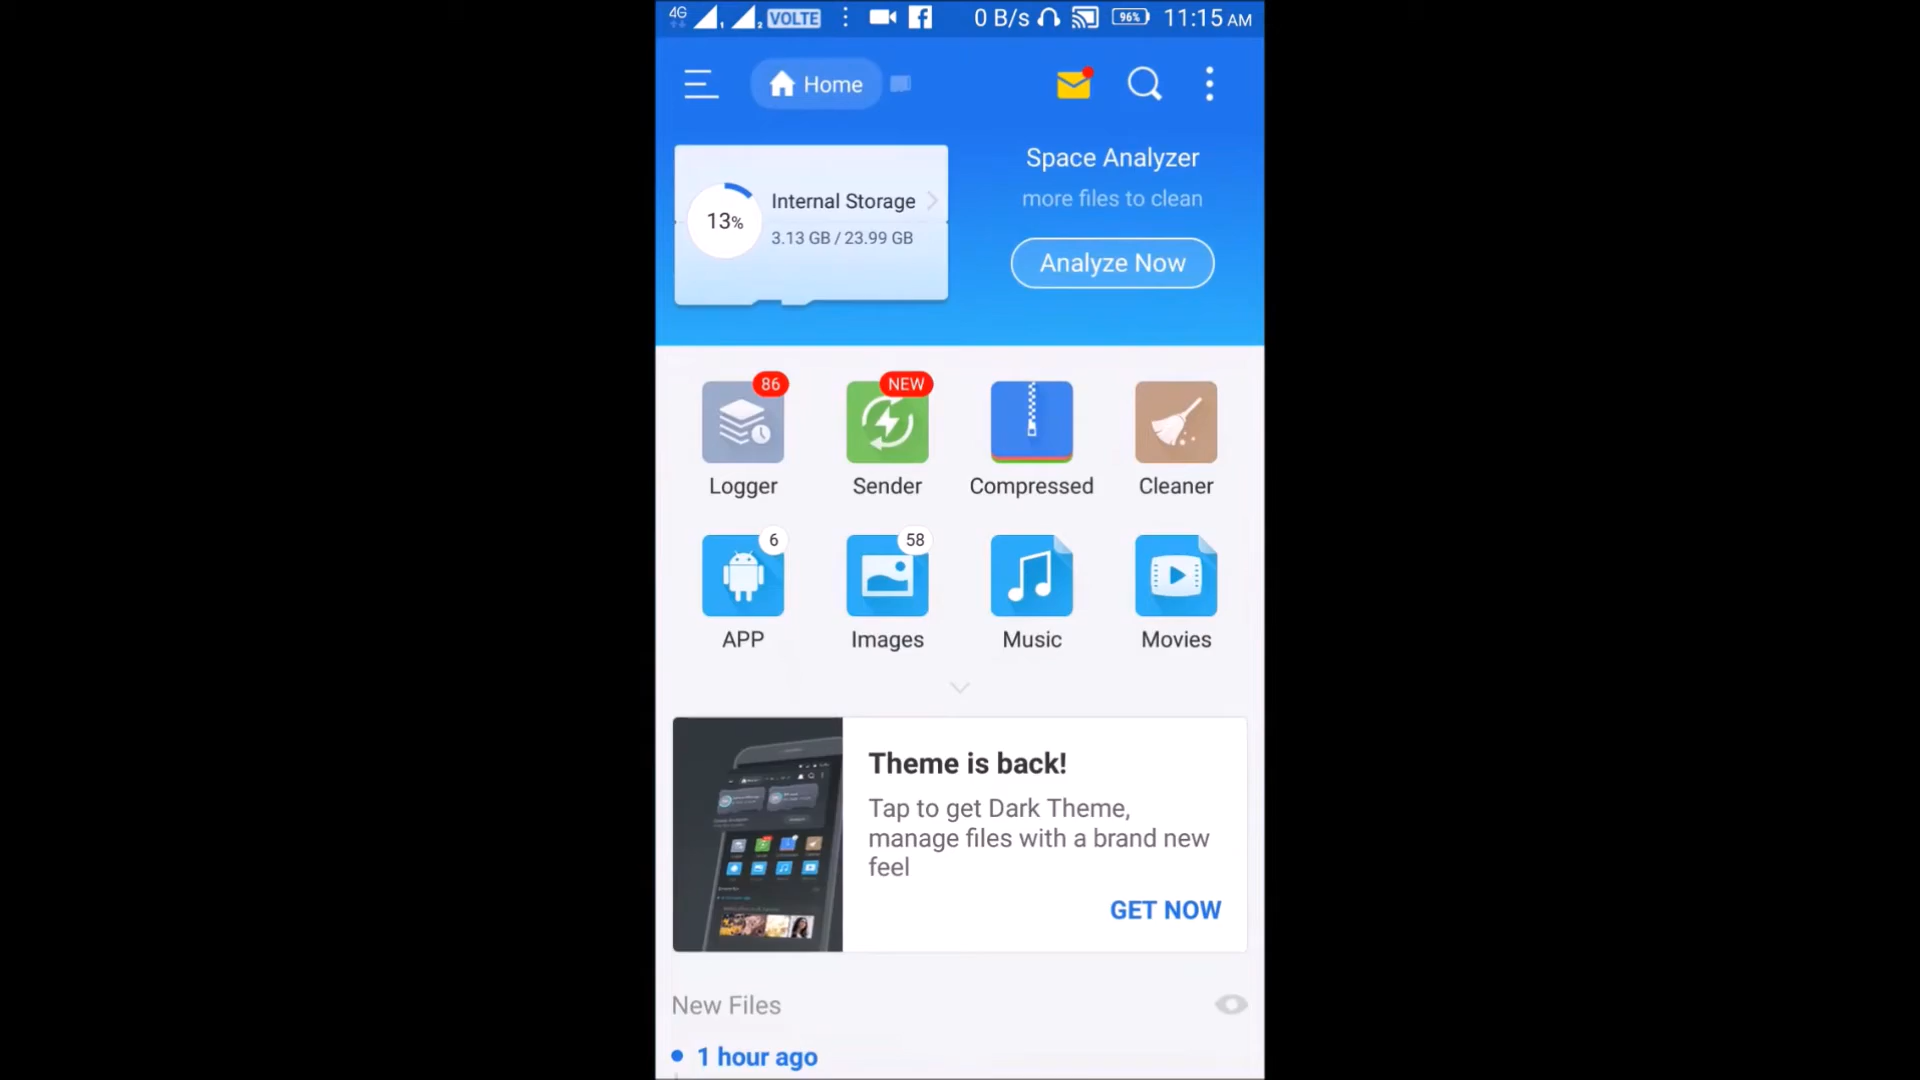 4G 1 2 VOLTE 0 B/s 96% 11:15 AM
Home
Space Analyzer
more files to clean
Analyze Now
13%
Internal Storage
3.13 GB / 23.99 GB
86 NEW
Logger Sender Compressed Cleaner
6 58
APP Images Music Movies
Theme is back!
Tap to get Dark Theme,
manage files with a brand new
feel
GET NOW
New Files
1 hour ago